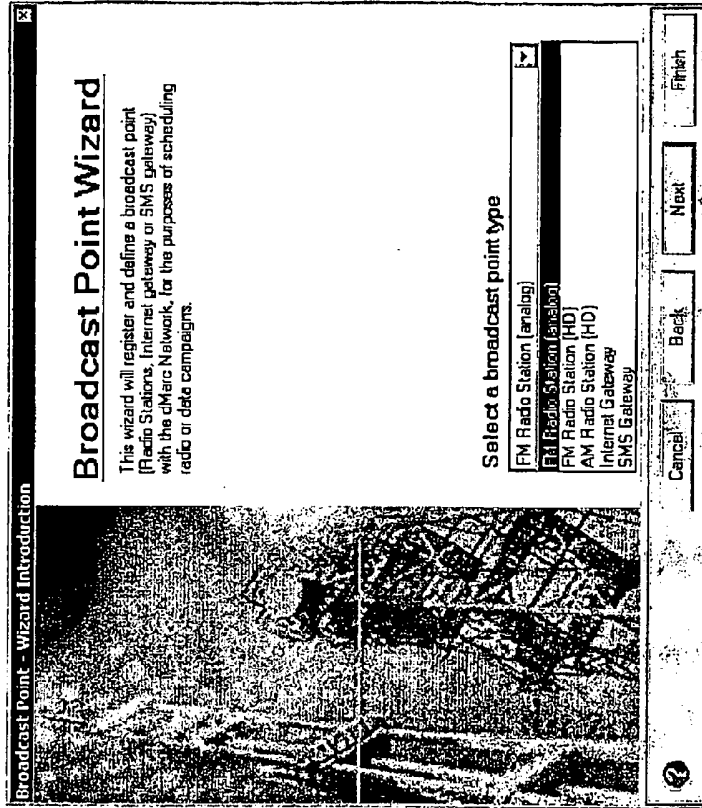 Broadcast Point - Wizard Introduction
Broadcast Point Wizard
This wizard will register and define a broadcast point
(Radio Stations, Internet gateway or SMS gateway)
with the dMarc Network, for the purposes of scheduling
radio or data campaigns.
Select a broadcast point type
FM Radio Station (analog)
FM Radio Station (analog)
FM Radio Station (HD)
AM Radio Station (HD)
Internet Gateway
SMS Gateway
?
Cancel
Back
Next
Finish